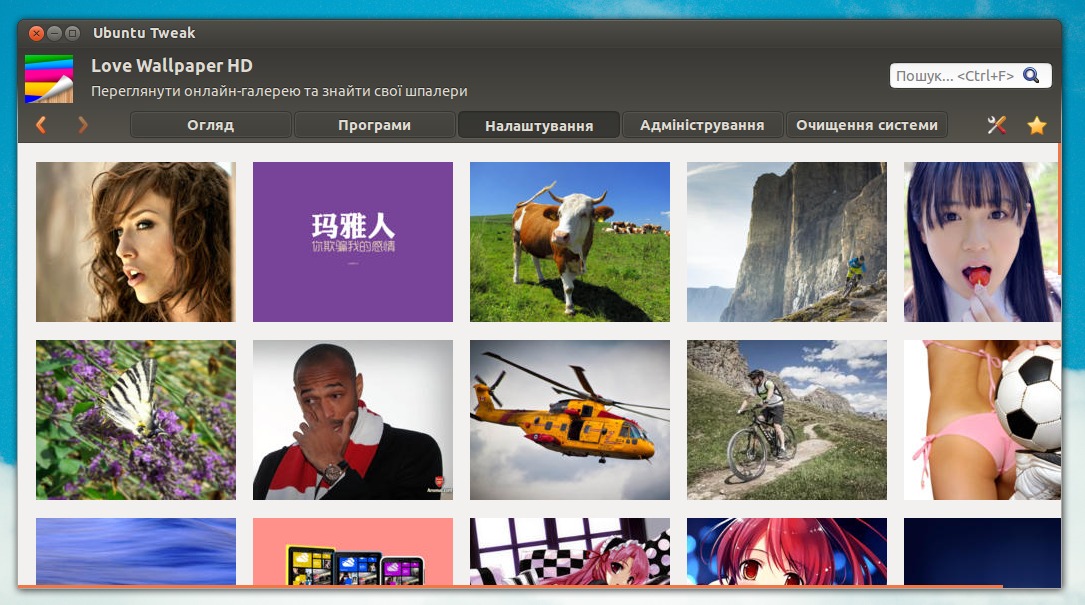 Ubuntu Tweak
Love Wallpaper HD
Переглянути онлайн-галерею та знайти свої шпалери
Пошук... <Ctrl+F>
Огляд
Програми
Налаштування
Адміністрування
Очищення системи
玛雅人
你欺骗我的感情